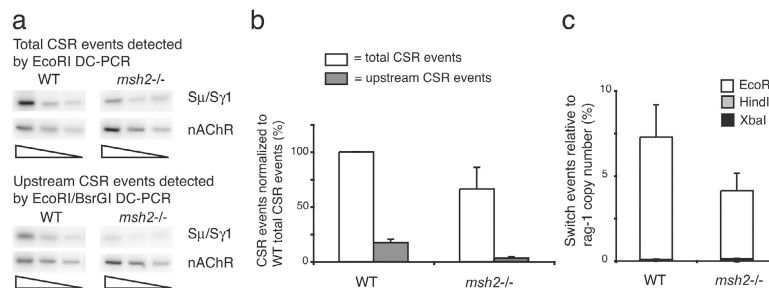 a
Total CSR events detected
by EcoRI DC-PCR
WT msh2-/-
Sμ/Sγ1
nAChR
Upstream CSR events detected
by EcoRI/BsrGI DC-PCR
WT msh2-/-
Sμ/Sγ1
nAChR
b
= total CSR events
= upstream CSR events
CSR events normalized to
WT total CSR events (%)
100
50
0
WT msh2-/-
c
EcoR
HindI
XbaI
Switch events relative to
rag-1 copy number (%)
10
5
0
WT msh2-/-